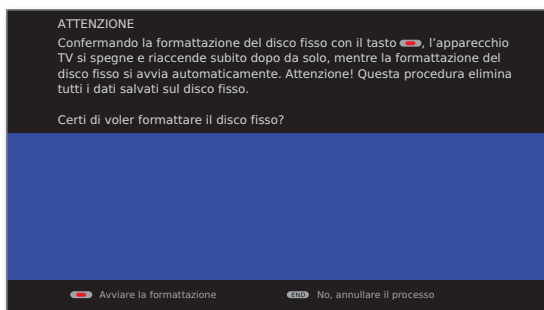 ATTENZIONE
Confermando la formattazione del disco fisso con il tasto , l'apparecchio
TV si spegne e riaccende subito dopo da solo, mentre la formattazione del
disco fisso si avvia automaticamente. Attenzione! Questa procedura elimina
tutti i dati salvati sul disco fisso.
Certi di voler formattare il disco fisso?
Avviare la formattazione
END No, annullare il processo